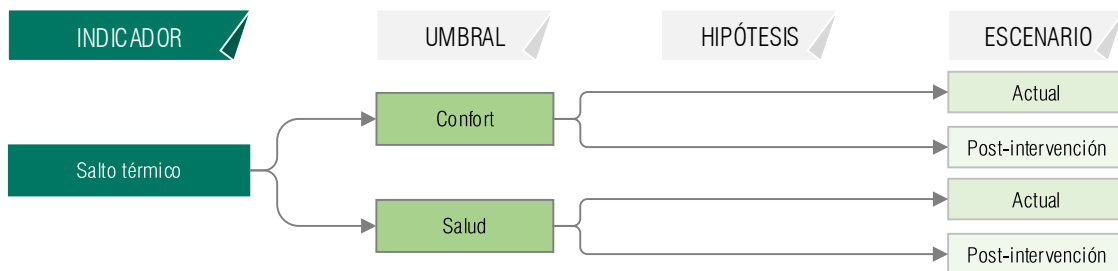 INDICADOR
UMBRAL
HIPÓTESIS
ESCENARIO
Salto térmico
Confort
Actual
Post-intervención
Salud
Actual
Post-intervención